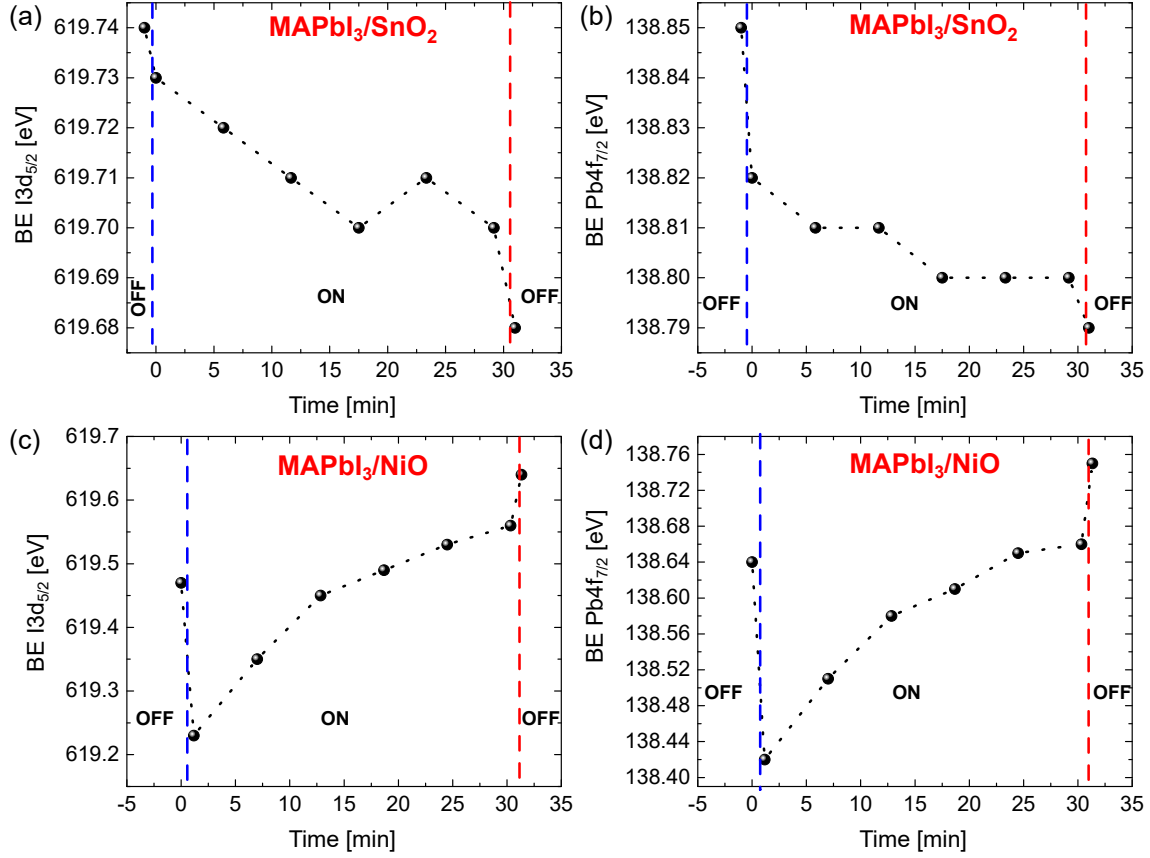 (a)
MAPbI₃/SnO₂
BE I3d₅/₂ [eV]
619.74
619.73
619.72
619.71
619.70
619.69
619.68
OFF
ON
OFF
0 5 10 15 20 25 30 35
Time [min]
(b)
MAPbI₃/SnO₂
BE Pb4f₇/₂ [eV]
138.85
138.84
138.83
138.82
138.81
138.80
138.79
OFF
ON
OFF
-5 0 5 10 15 20 25 30 35
Time [min]
(c)
MAPbI₃/NiO
BE I3d₅/₂ [eV]
619.7
619.6
619.5
619.4
619.3
619.2
OFF
ON
OFF
-5 0 5 10 15 20 25 30 35
Time [min]
(d)
MAPbI₃/NiO
BE Pb4f₇/₂ [eV]
138.76
138.72
138.68
138.64
138.60
138.56
138.52
138.48
138.44
138.40
OFF
ON
OFF
-5 0 5 10 15 20 25 30 35
Time [min]